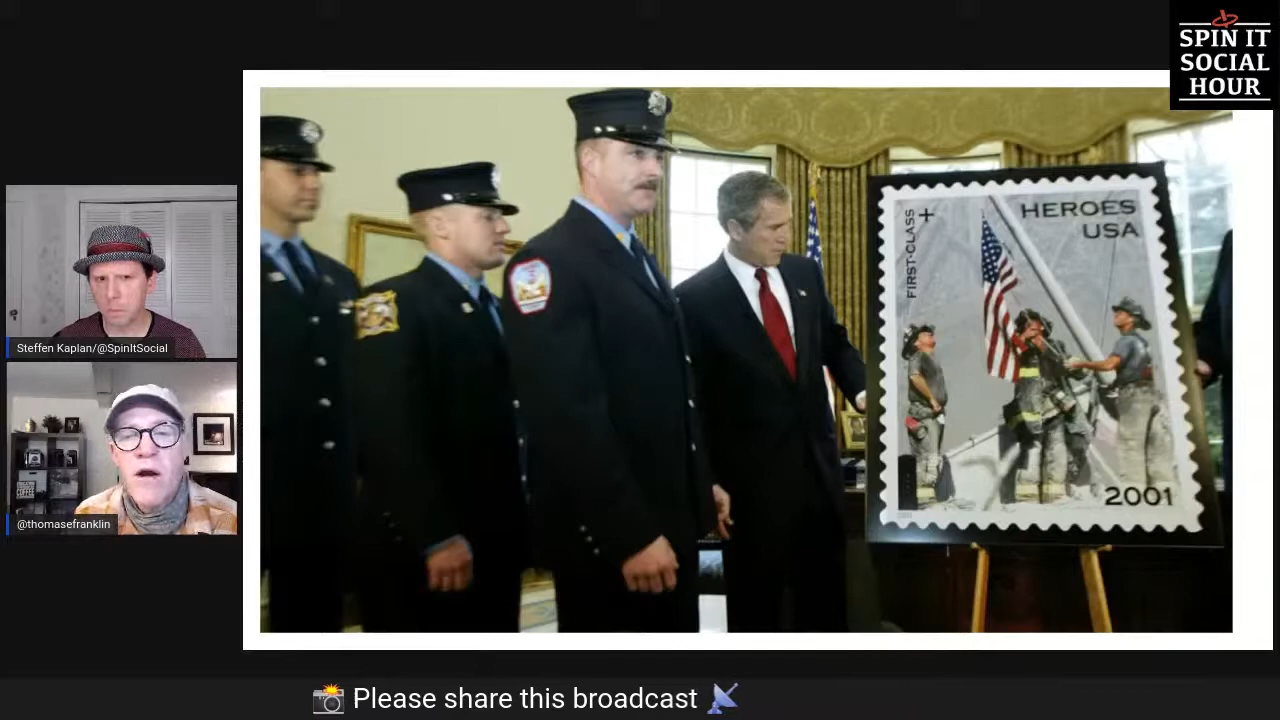 SPIN IT
SOCIAL
HOUR
FIRST-CLASS
HEROES
USA
2001
Steffen Kaplan/@SpinItSocial
@thomasefranklin
Please share this broadcast